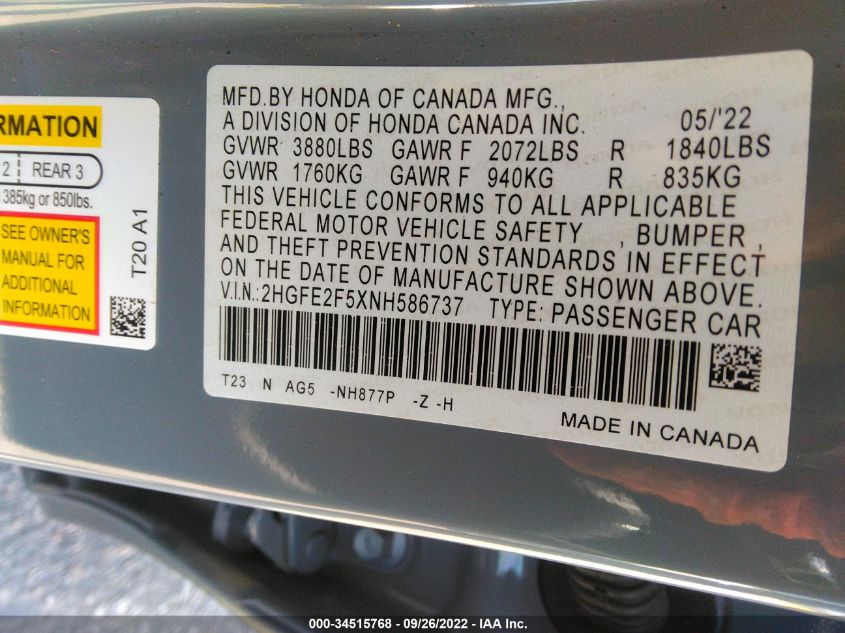 RMATION
2 REAR 3
385kg or 850lbs.
SEE OWNER'S
MANUAL FOR
ADDITIONAL
INFORMATION
T20 A1
MFD.BY HONDA OF CANADA MFG.,
A DIVISION OF HONDA CANADA INC. 05/'22
GVWR 3880LBS GAWR F 2072LBS R 1840LBS
GVWR 1760KG GAWR F 940KG R 835KG
THIS VEHICLE CONFORMS TO ALL APPLICABLE
FEDERAL MOTOR VEHICLE SAFETY , BUMPER ,
AND THEFT PREVENTION STANDARDS IN EFFECT
ON THE DATE OF MANUFACTURE SHOWN ABOVE.
V.I.N.:2HGFE2F5XNH586737 TYPE: PASSENGER CAR
T23 N AG5 -NH877P -Z -H
MADE IN CANADA
000-34515768 - 09/26/2022 - IAA Inc.